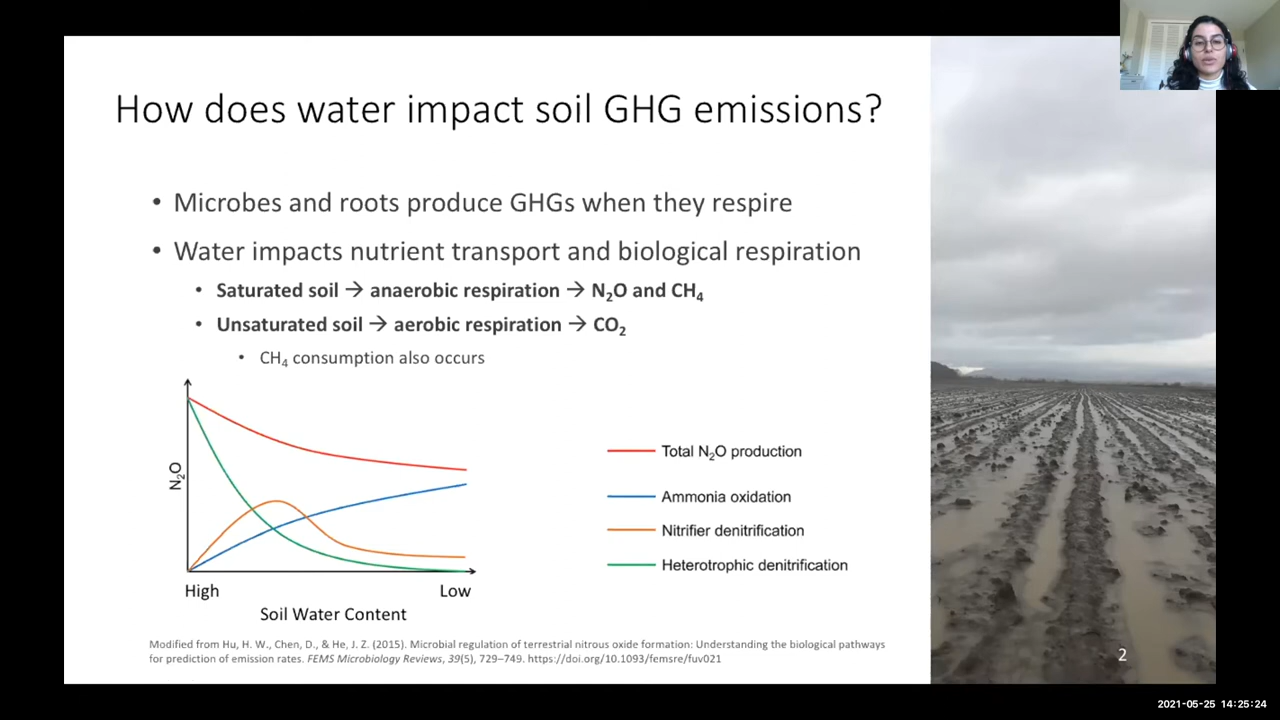 How does water impact soil GHG emissions?
• Microbes and roots produce GHGs when they respire
• Water impacts nutrient transport and biological respiration
• Saturated soil → anaerobic respiration → N₂O and CH₄
• Unsaturated soil → aerobic respiration → CO₂
• CH₄ consumption also occurs
N₂O
High
Low
Soil Water Content
Total N₂O production
Ammonia oxidation
Nitrifier denitrification
Heterotrophic denitrification
Modified from Hu, H. W., Chen, D., & He, J. Z. (2015). Microbial regulation of terrestrial nitrous oxide formation: Understanding the biological pathways
for prediction of emission rates. FEMS Microbiology Reviews, 39(5), 729–749. https://doi.org/10.1093/femsre/fuv021
2
2021-05-25 14:25:24